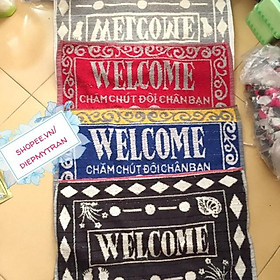 WELCOME
WELCOME
CHĂM CHÚT ĐÔI CHÂN BẠN
SHOPEE.VN/
DIEPMYTRAN
WELCOME
CHĂM CHÚT ĐÔI CHÂN BẠN
WELCOME